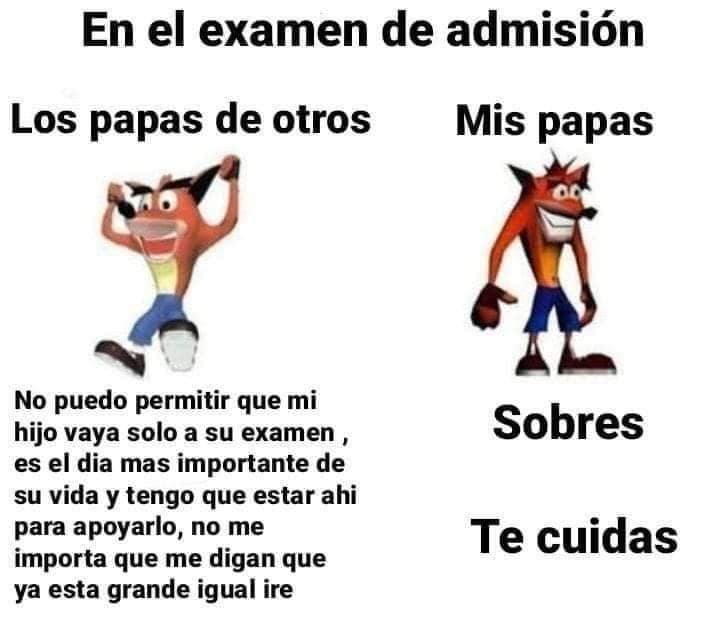 En el examen de admisión
Los papas de otros
Mis papas
No puedo permitir que mi
hijo vaya solo a su examen ,
es el dia mas importante de
su vida y tengo que estar ahi
para apoyarlo, no me
importa que me digan que
ya esta grande igual ire
Sobres
Te cuidas